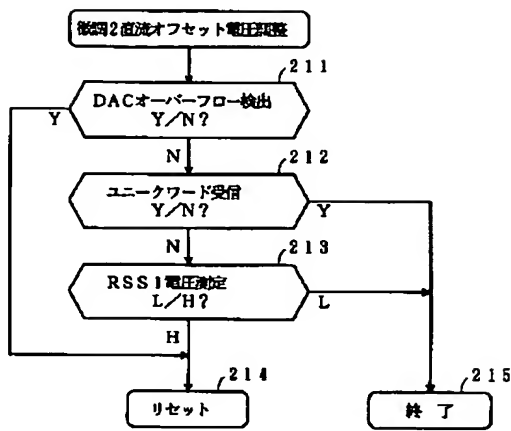 微調2直流オフセット電圧調整
211
DACオーバーフロー検出
Y/N?
Y
N
212
ユニークワード受信
Y/N?
Y
N
213
RSSI電圧測定
L/H?
L
H
214
リセット
215
終了